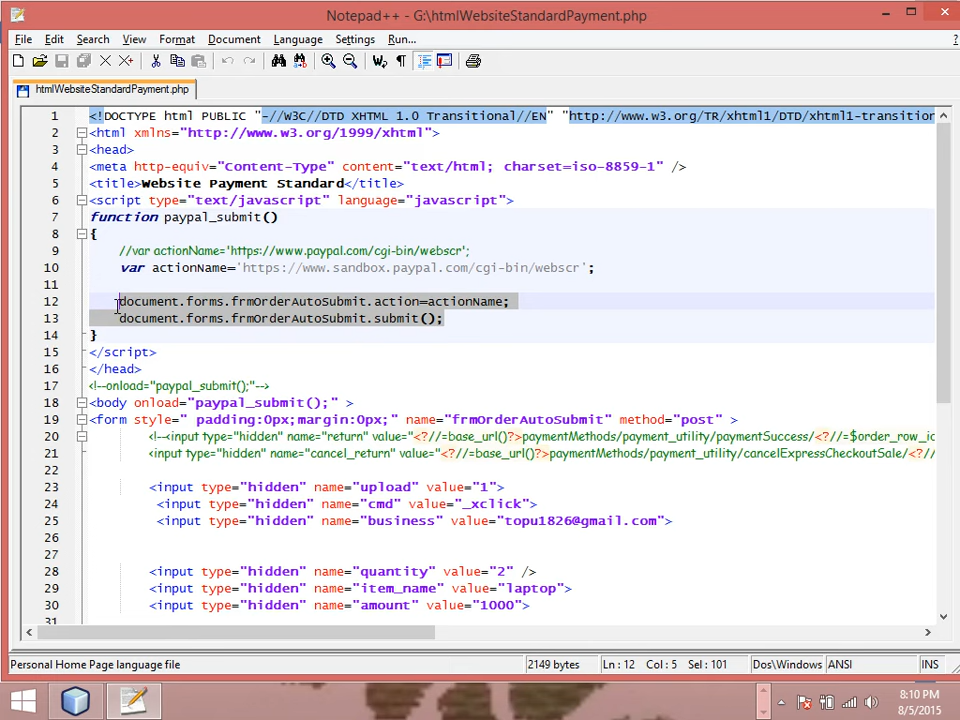 Notepad++ - G:\htmlWebsiteStandardPayment.php
File Edit Search View Format Encoding Document Language Settings Run...
?
htmlWebsiteStandardPayment.php
1 <!DOCTYPE html PUBLIC "-//W3C//DTD XHTML 1.0 Transitional//EN" "http://www.w3.org/TR/xhtml1/DTD/xhtml1-transition
2 <html xmlns="http://www.w3.org/1999/xhtml">
3 <head>
4 <meta http-equiv="Content-Type" content="text/html; charset=iso-8859-1" />
5 <title>Website Payment Standard</title>
6 <script type="text/javascript" language="javascript">
7 function paypal_submit()
8 {
9 //var actionName='https://www.paypal.com/cgi-bin/webscr';
10 var actionName='https://www.sandbox.paypal.com/cgi-bin/webscr';
11
12 document.forms.frmOrderAutoSubmit.action=actionName;
13 document.forms.frmOrderAutoSubmit.submit();
14 }
15 </script>
16 </head>
17 <!--onload="paypal_submit();"-->
18 <body onload="paypal_submit();" >
19 <form style=" padding:0px;margin:0px;" name="frmOrderAutoSubmit" method="post" >
20 <!--<input type="hidden" name="return" value="<?//=base_url()?>paymentMethods/payment_utility/paymentSuccess/<?//=$order_row_ic
21 <input type="hidden" name="cancel_return" value="<?//=base_url()?>paymentMethods/payment_utility/cancelExpressCheckoutSale/<?//
22
23 <input type="hidden" name="upload" value="1">
24 <input type="hidden" name="cmd" value="_xclick">
25 <input type="hidden" name="business" value="topu1826@gmail.com">
26
27
28 <input type="hidden" name="quantity" value="2" />
29 <input type="hidden" name="item_name" value="laptop">
30 <input type="hidden" name="amount" value="1000">
31
Personal Home Page language file 2149 bytes Ln : 12 Col : 5 Sel : 101 Dos\Windows ANSI INS
8:10 PM
8/5/2015